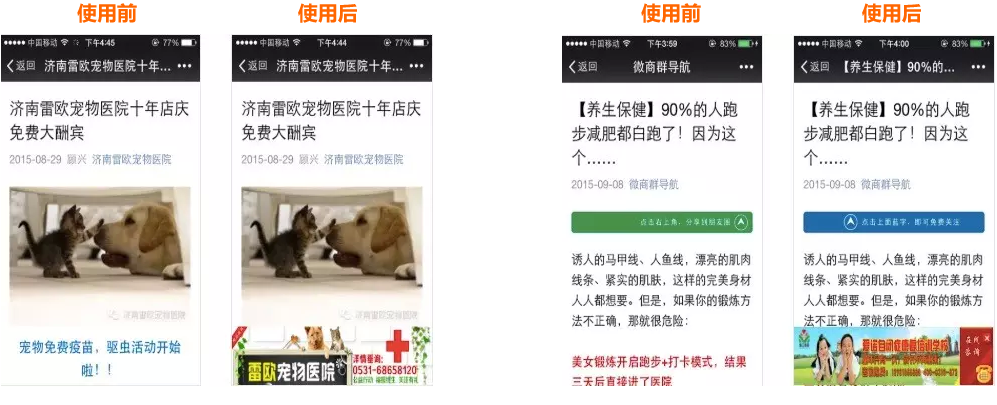 使用前
中国移动 下午4:45 77%
返回 济南雷欧宠物医院十年...
济南雷欧宠物医院十年店庆
免费大酬宾
2015-08-29 顾兴 济南雷欧宠物医院
济南雷欧宠物医院
宠物免费疫苗，驱虫活动开始
啦！！
使用后
中国移动 下午4:44 77%
返回 济南雷欧宠物医院十年...
济南雷欧宠物医院十年店庆
免费大酬宾
2015-08-29 顾兴 济南雷欧宠物医院
雷欧宠物医院
详情垂询:
0531-68658120
使用前
中国移动 下午3:59 83%
返回 微商群导航
【养生保健】90%的人跑
步减肥都白跑了！因为这
个......
2015-09-08 微商群导航
点击右上角，分享到朋友圈
诱人的马甲线、人鱼线，漂亮的肌肉
线条、紧实的肌肤，这样的完美身材
人人都想要。但是，如果你的锻炼方
法不正确，那就很危险：
美女锻炼开启跑步+打卡模式，结果
三天后直接进了医院
使用后
中国移动 下午4:00 83%
返回 【养生保健】90%的...
【养生保健】90%的人跑
步减肥都白跑了！因为这
个......
2015-09-08 微商群导航
点击上面蓝字，即可免费关注
诱人的马甲线、人鱼线，漂亮的肌肉
线条、紧实的肌肤，这样的完美身材
人人都想要。但是，如果你的锻炼方
法不正确，那就很危险：
在线
咨询